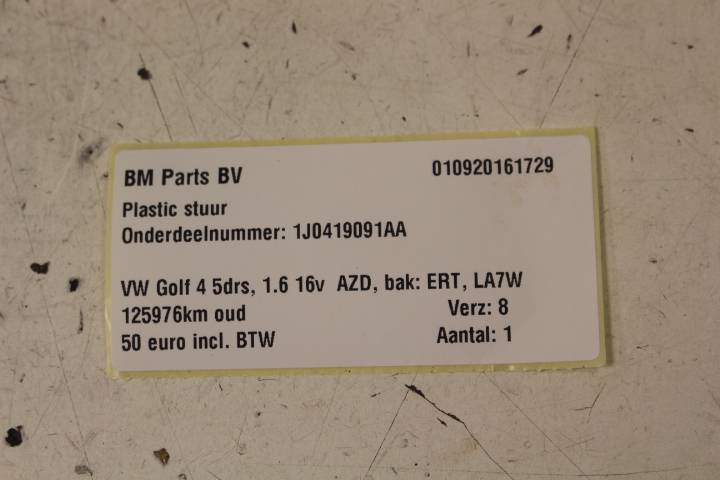 BM Parts BV 010920161729
Plastic stuur
Onderdeelnummer: 1J0419091AA
VW Golf 4 5drs, 1.6 16v AZD, bak: ERT, LA7W
125976km oud Verz: 8
50 euro incl. BTW Aantal: 1